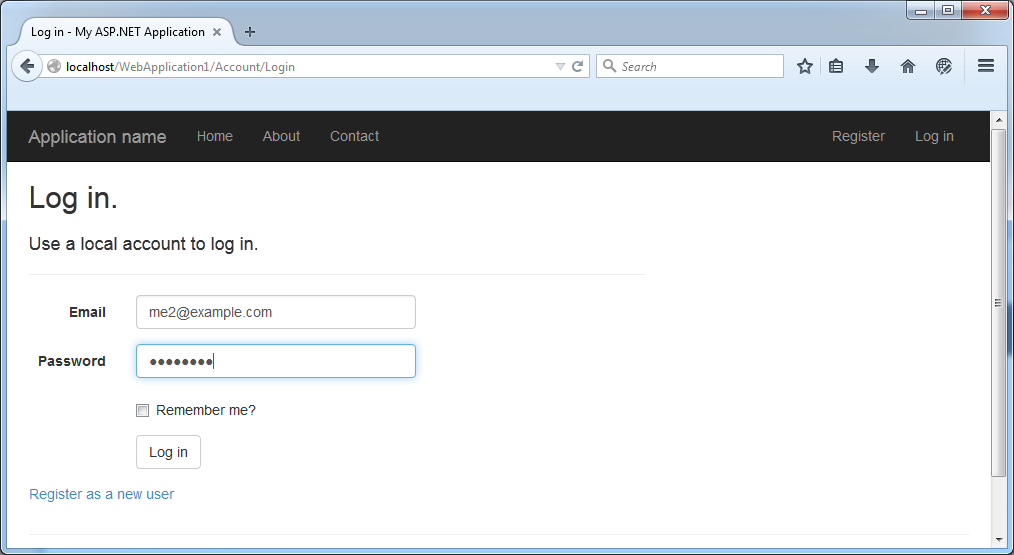 Log in - My ASP.NET Application
localhost/WebApplication1/Account/Login
Search
Application name Home About Contact Register Log in
Log in.
Use a local account to log in.
Email me2@example.com
Password ●●●●●●●●
Remember me?
Log in
Register as a new user